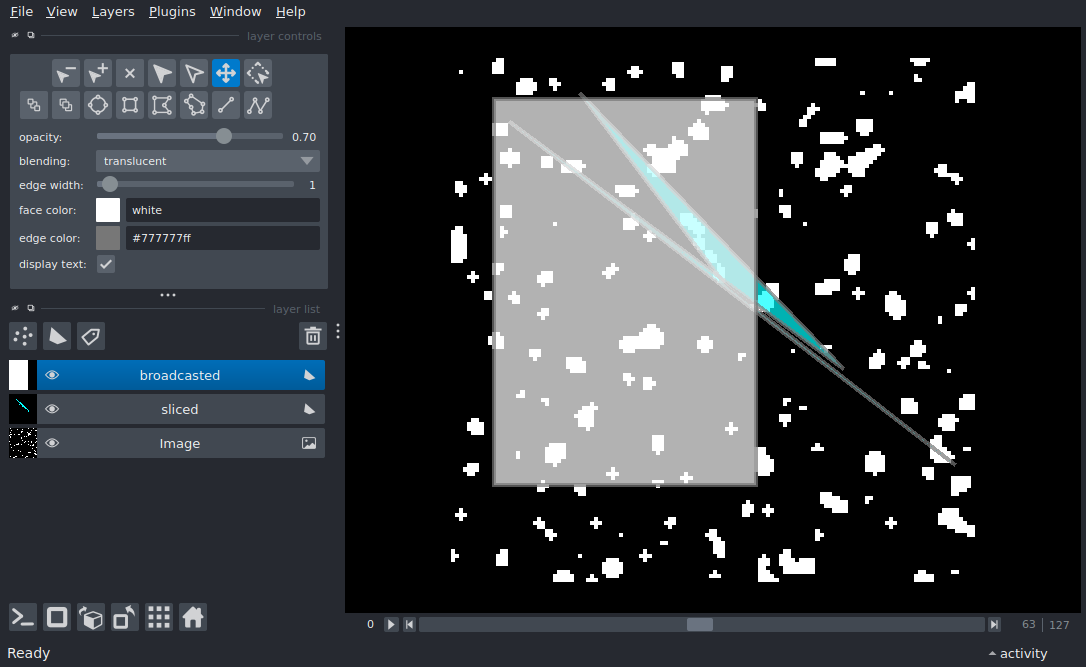 File View Layers Plugins Window Help
layer controls
opacity: 0.70
blending: translucent
edge width: 1
face color: white
edge color: #777777ff
display text:
layer list
broadcasted
sliced
Image
0 63 127
Ready activity